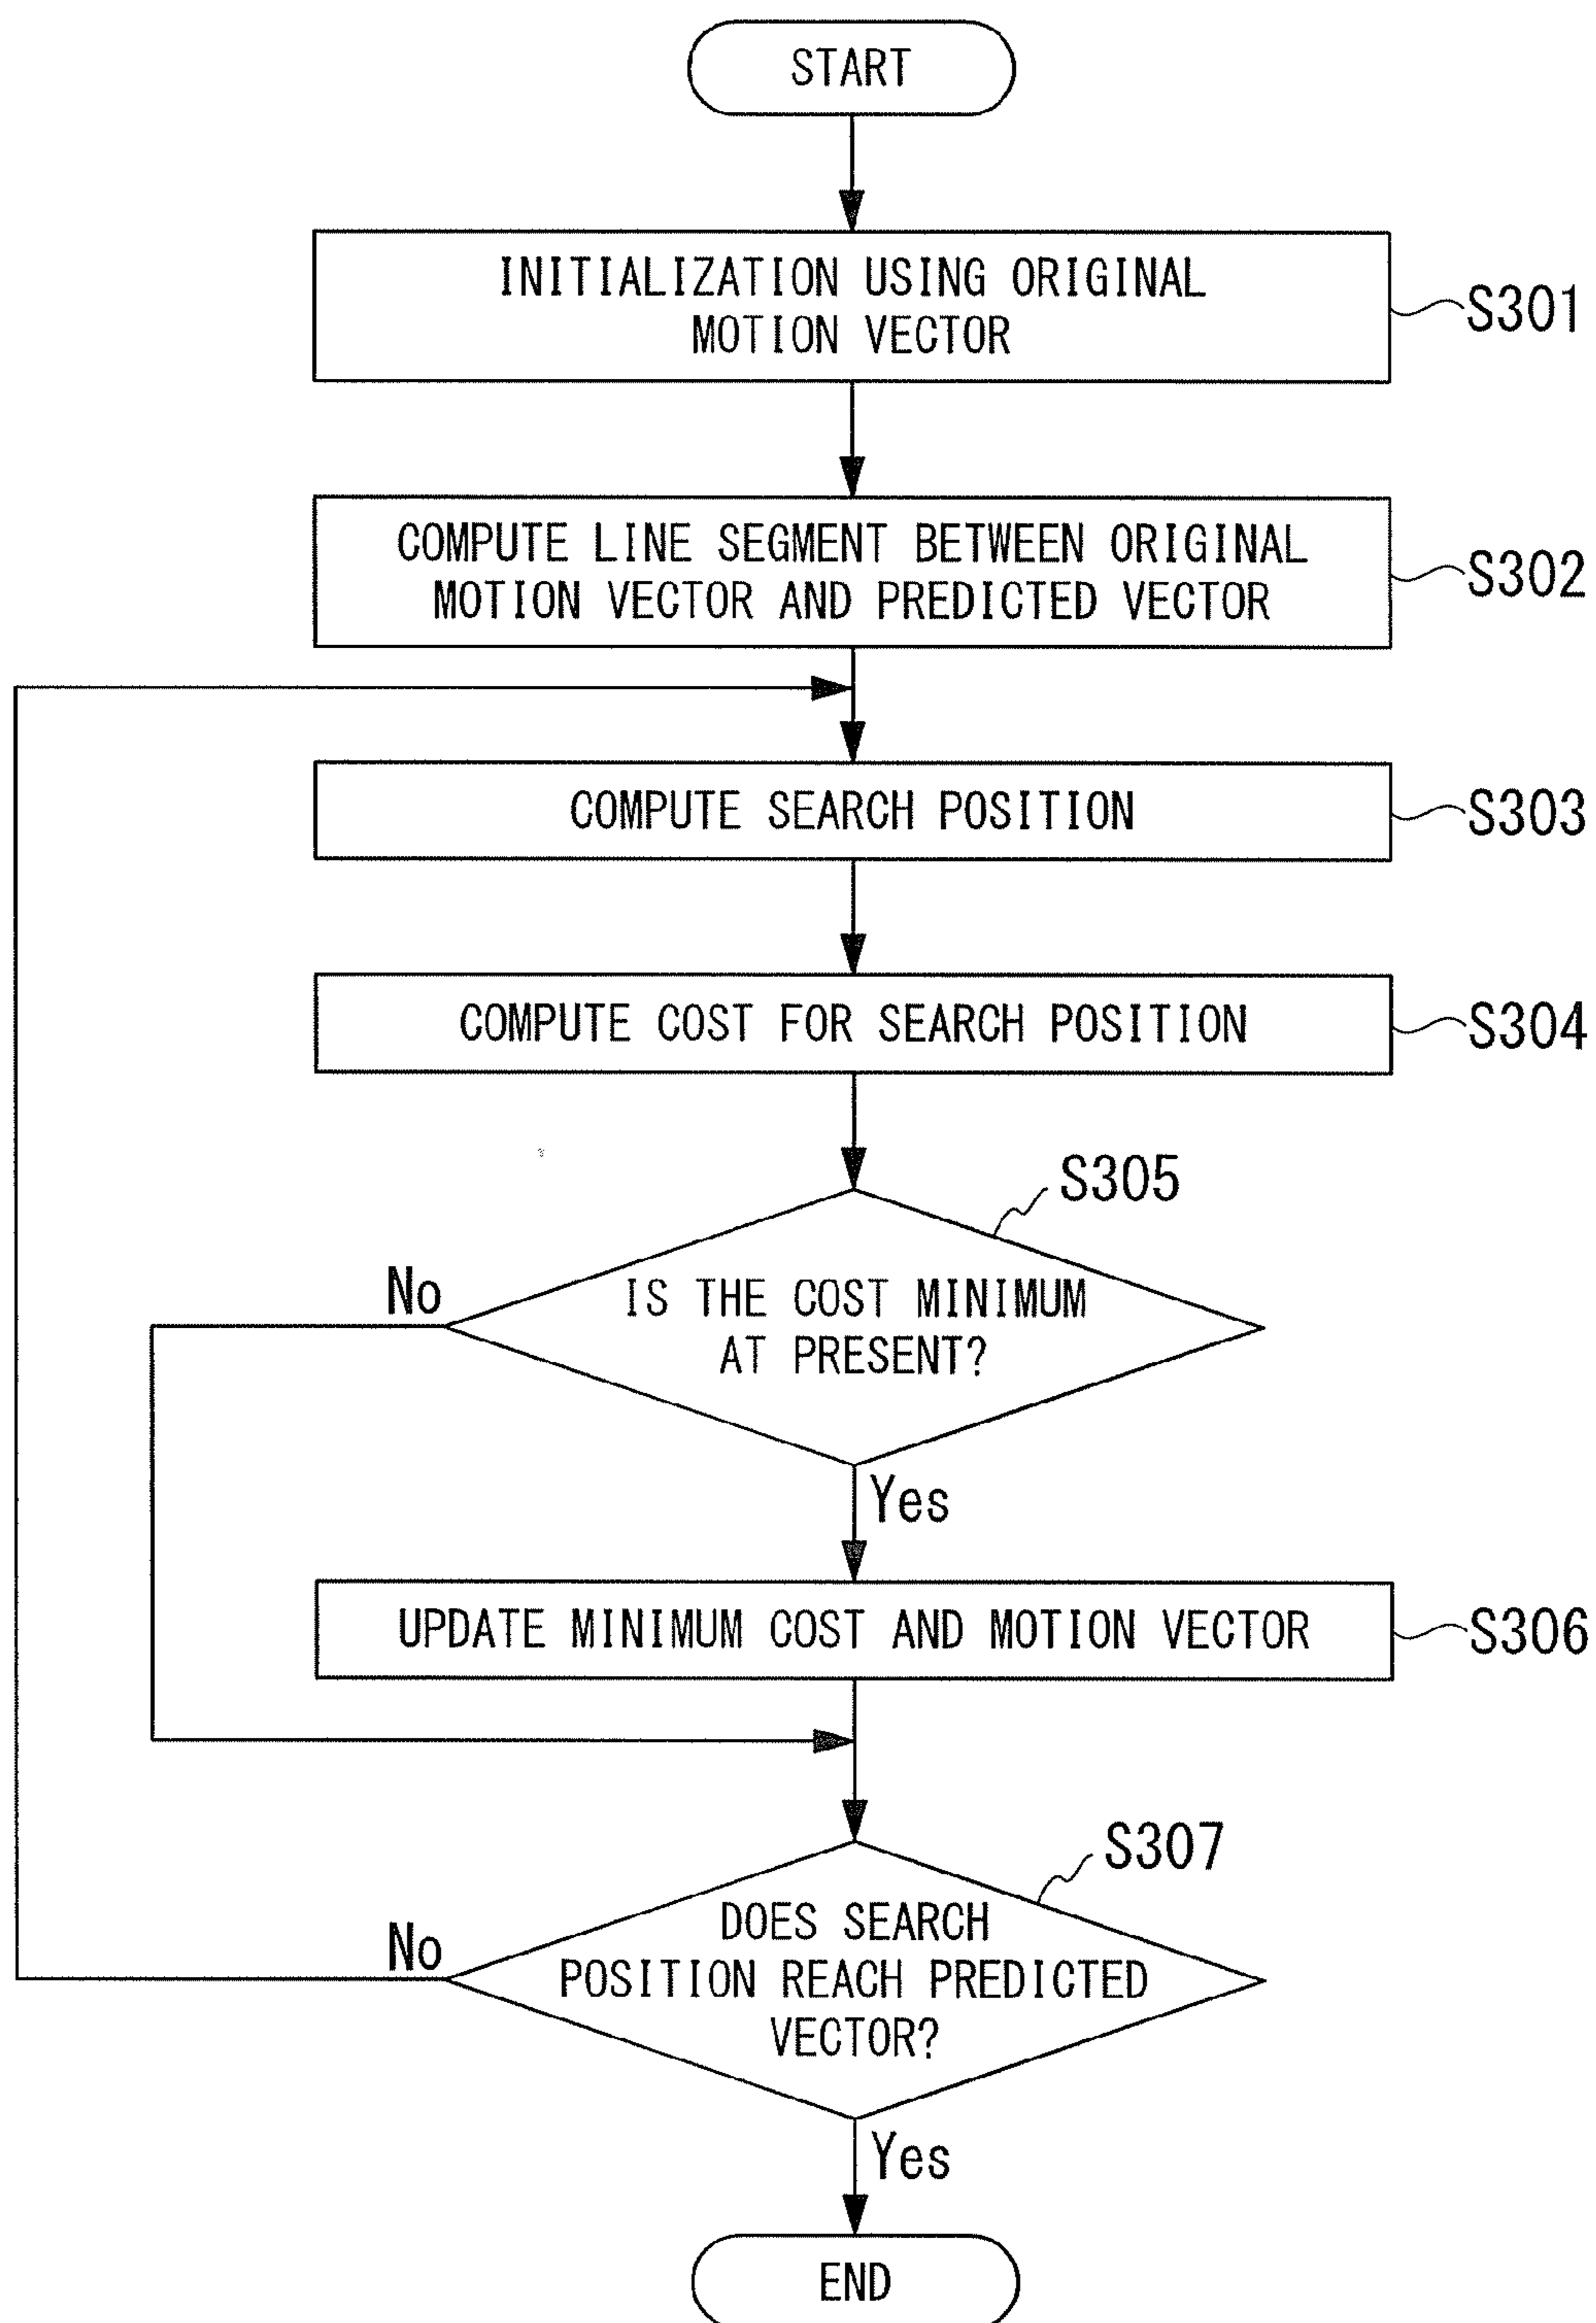 START
INITIALIZATION USING ORIGINAL
MOTION VECTOR
S301
COMPUTE LINE SEGMENT BETWEEN ORIGINAL
MOTION VECTOR AND PREDICTED VECTOR
S302
COMPUTE SEARCH POSITION
S303
COMPUTE COST FOR SEARCH POSITION
S304
S305
No
IS THE COST MINIMUM
AT PRESENT?
Yes
UPDATE MINIMUM COST AND MOTION VECTOR
S306
S307
No
DOES SEARCH
POSITION REACH PREDICTED
VECTOR?
Yes
END